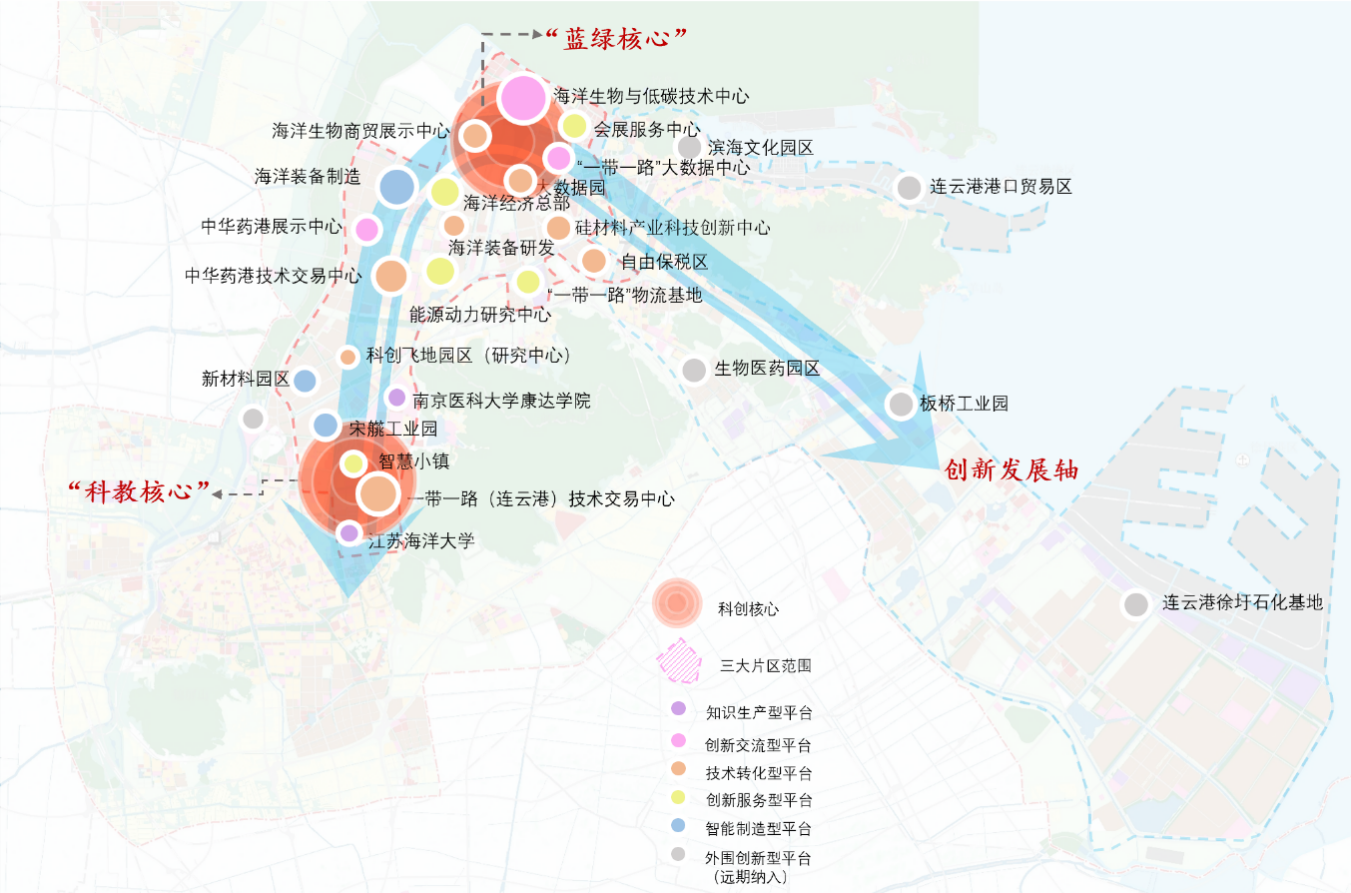 “蓝绿核心”
海洋生物与低碳技术中心
海洋生物商贸展示中心
会展服务中心
滨海文化园区
“一带一路”大数据中心
海洋装备制造
大数据园
连云港港口贸易区
海洋经济总部
中华药港展示中心
硅材料产业科技创新中心
海洋装备研发
自由保税区
中华药港技术交易中心
“一带一路”物流基地
能源动力研究中心
科创飞地园区（研究中心）
生物医药园区
新材料园区
南京医科大学康达学院
板桥工业园
宋艞工业园
智慧小镇
创新发展轴
“科教核心”
一带一路（连云港）技术交易中心
江苏海洋大学
连云港徐圩石化基地
科创核心
三大片区范围
知识生产型平台
创新交流型平台
技术转化型平台
创新服务型平台
智能制造型平台
外围创新型平台
（远期纳入）